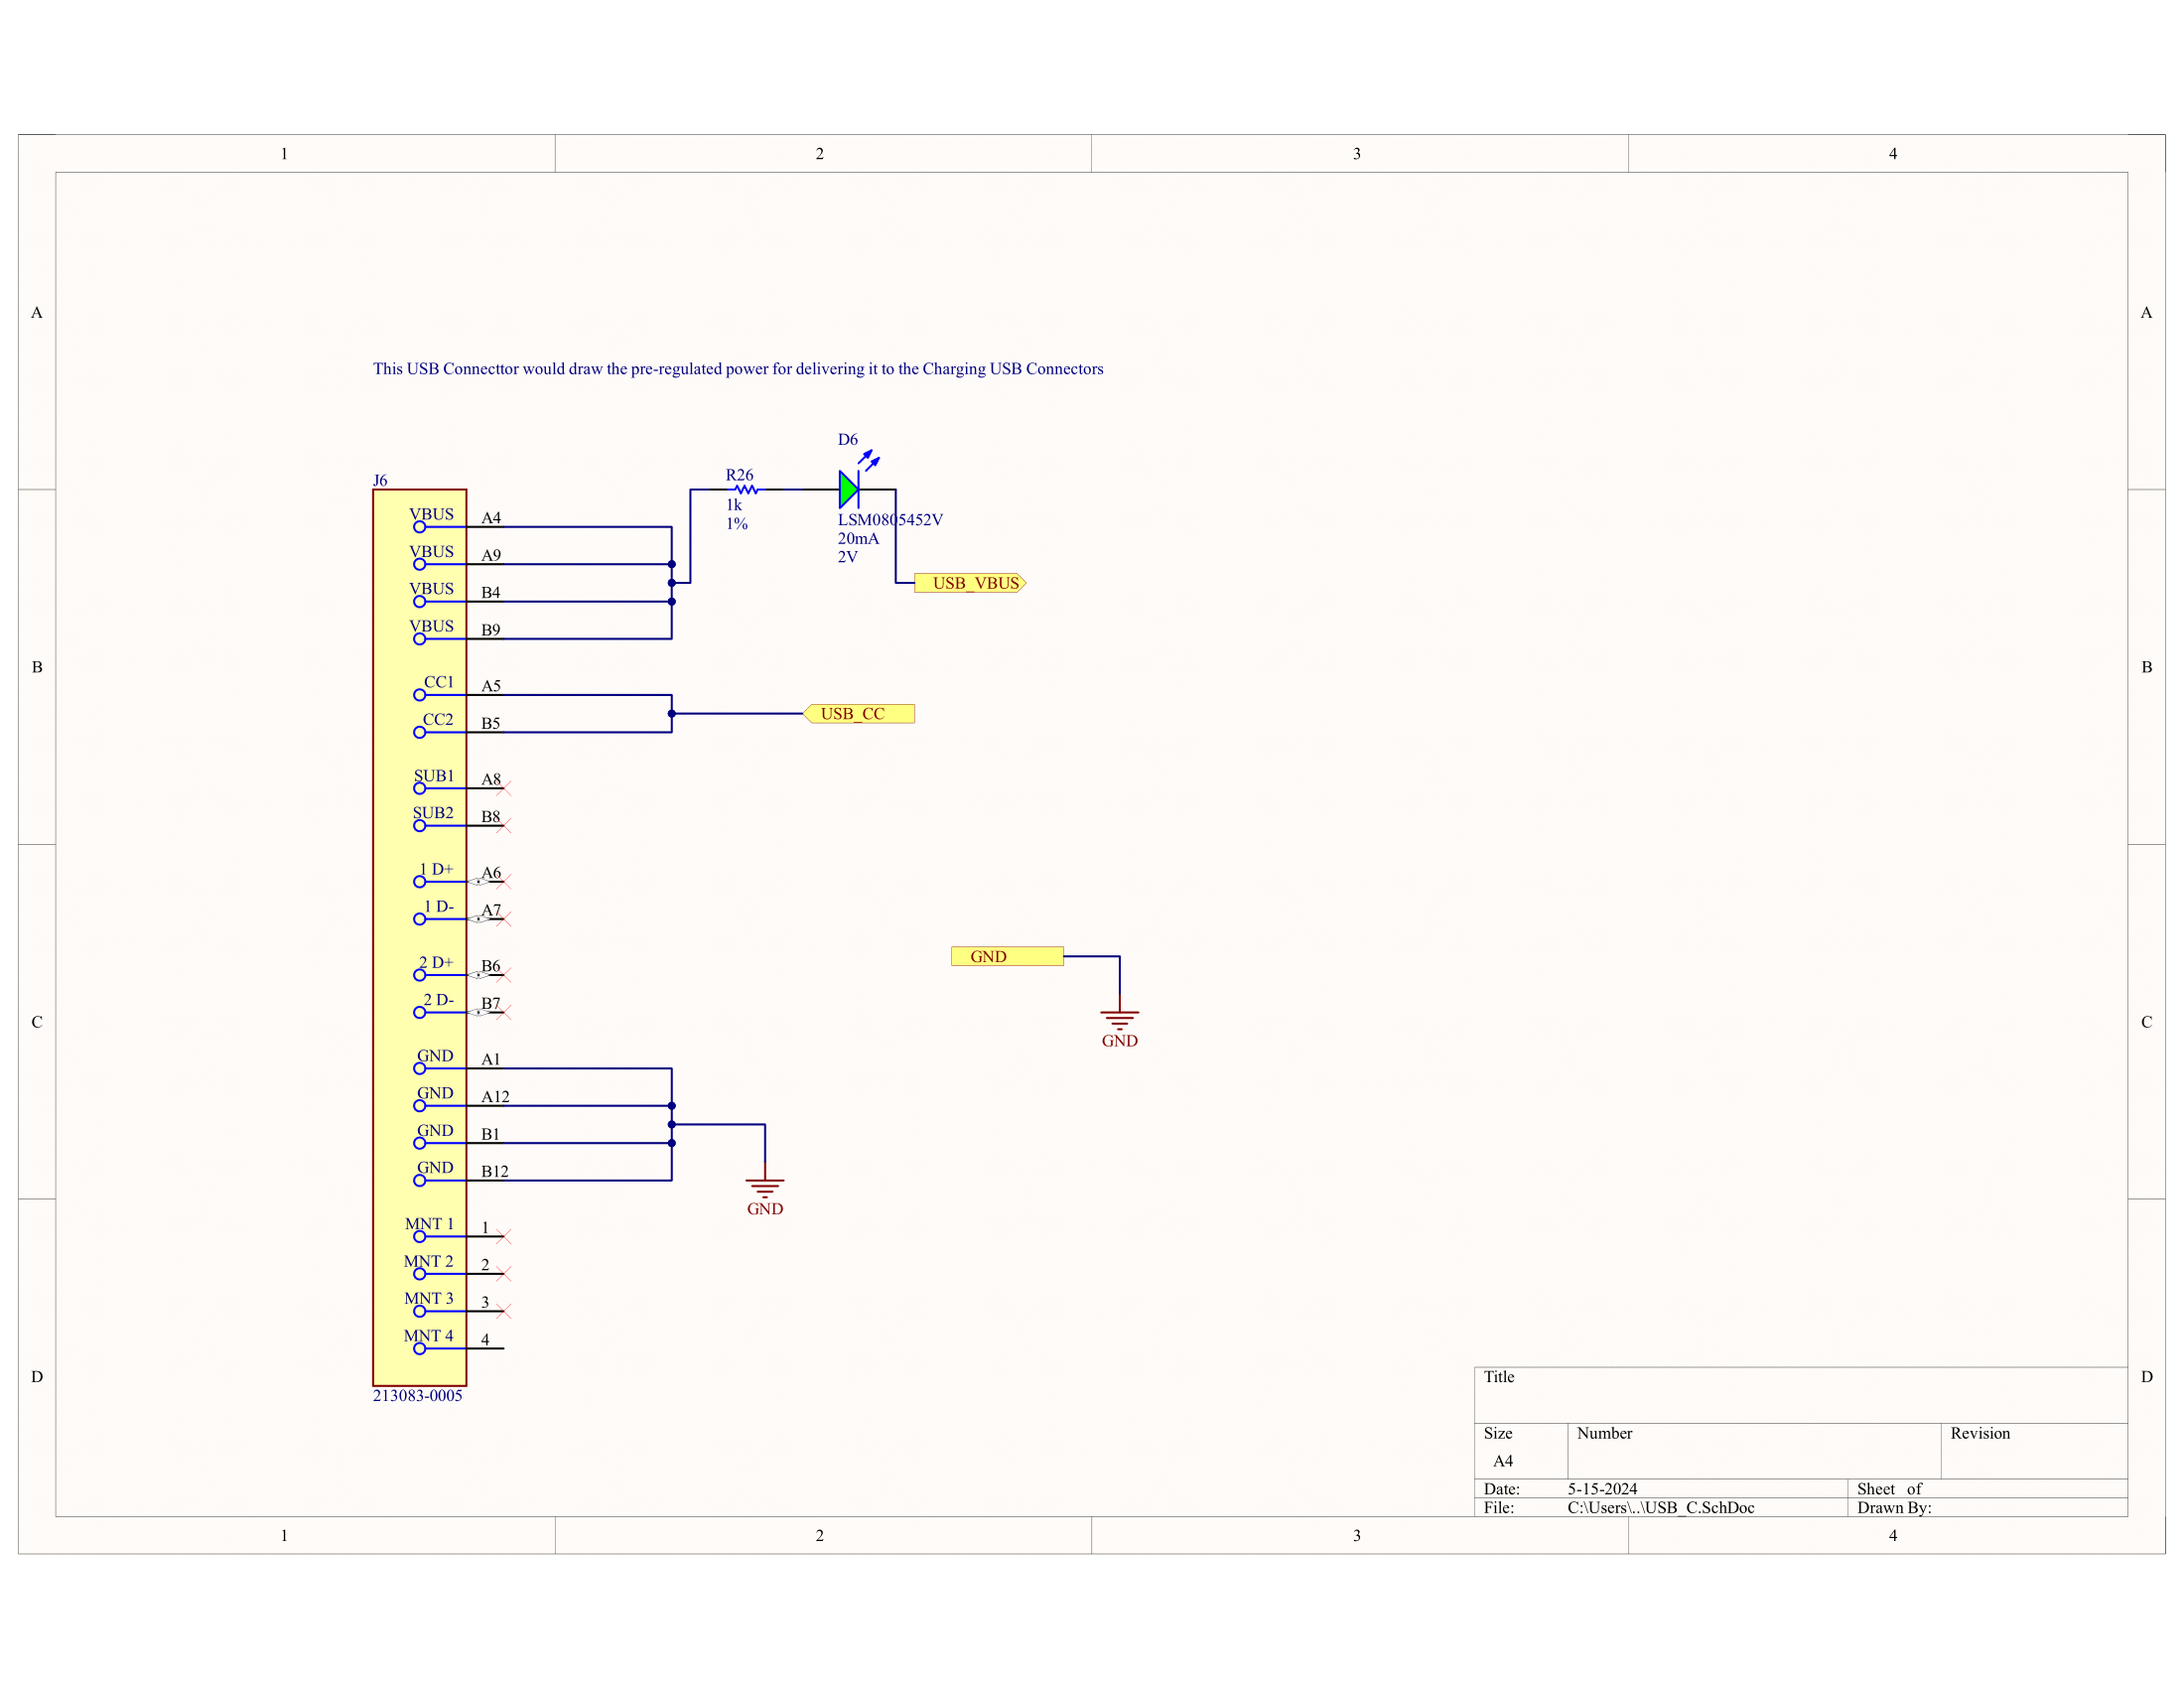 1 2 3 4
A A
This USB Connecttor would draw the pre-regulated power for delivering it to the Charging USB Connectors
D6
R26
J6
1k
1%
LSM0805452V
20mA
2V
VBUS A4
VBUS A9
VBUS B4
VBUS B9
USB_VBUS
B B
CC1 A5
CC2 B5
USB_CC
SUB1 A8
SUB2 B8
1 D+ A6
1 D- A7
2 D+ B6
2 D- B7
GND
GND
C C
GND A1
GND A12
GND B1
GND B12
GND
MNT 1 1
MNT 2 2
MNT 3 3
MNT 4 4
213083-0005
D D
Title
Size Number Revision
A4
Date: 5-15-2024 Sheet of
File: C:\Users\..\USB_C.SchDoc Drawn By:
1 2 3 4